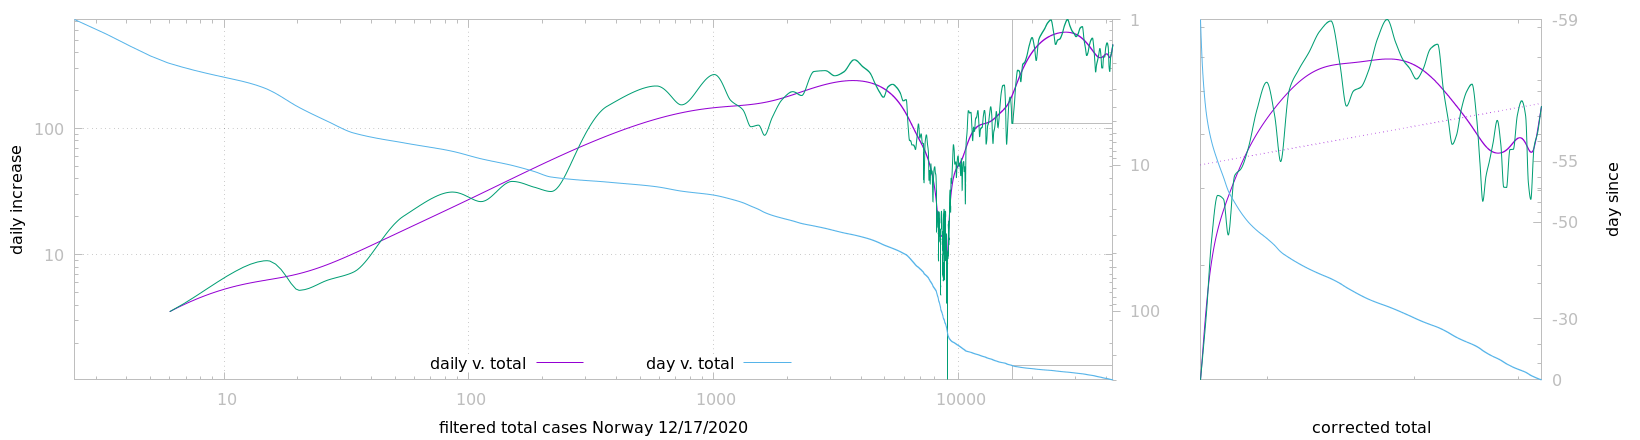 daily increase
100
10
daily v. total
day v. total
10
100
1000
10000
filtered total cases Norway 12/17/2020
1
10
100
-59
-55
-50
-30
0
day since
corrected total